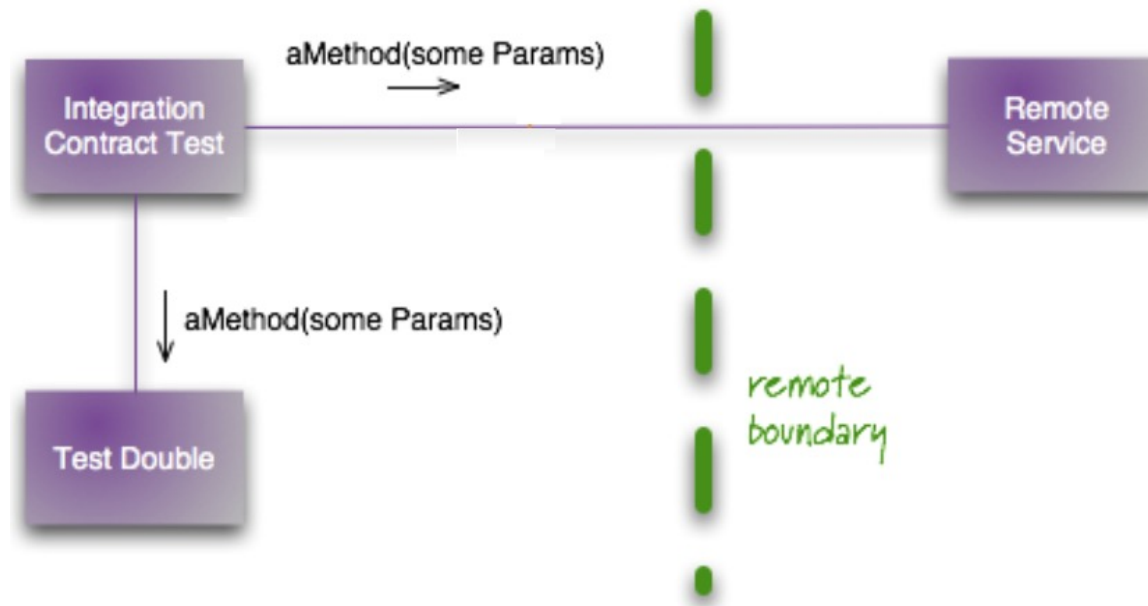 aMethod(some Params)
Integration
Contract Test
Remote
Service
aMethod(some Params)
remote
boundary
Test Double